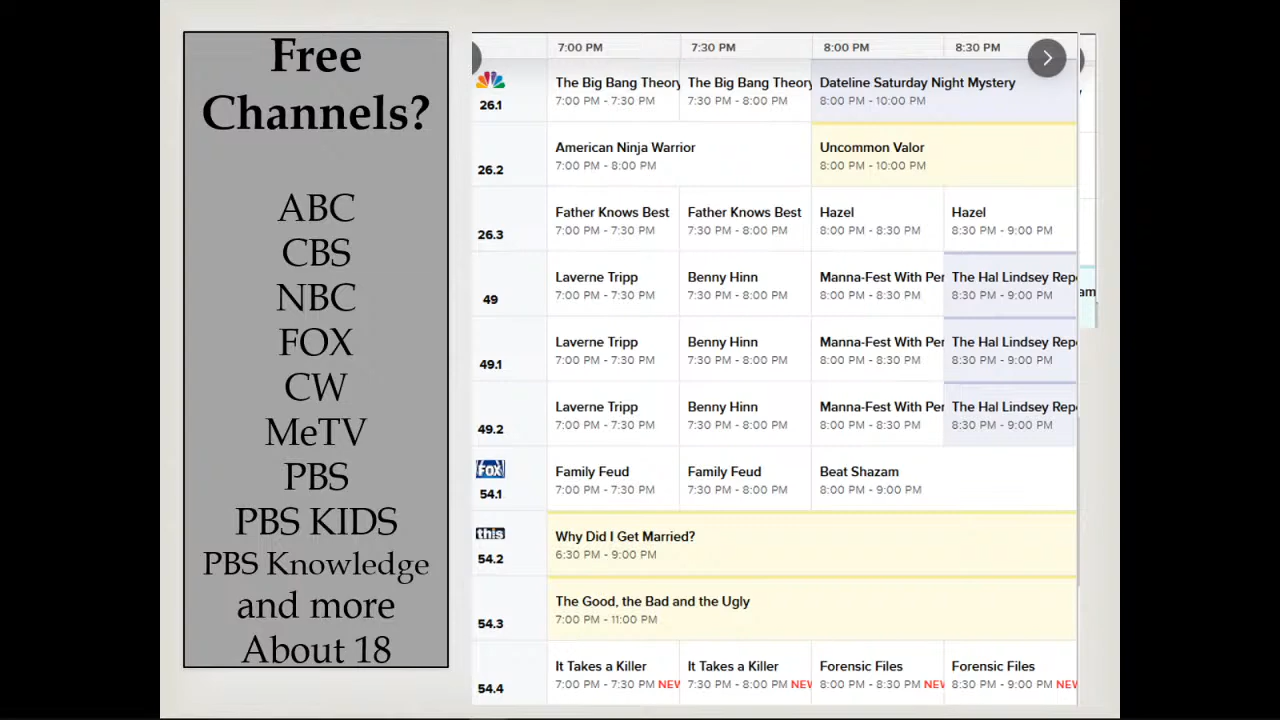 Free
Channels?
ABC
CBS
NBC
FOX
CW
MeTV
PBS
PBS KIDS
PBS Knowledge
and more
About 18
7:00 PM 7:30 PM 8:00 PM 8:30 PM
26.1 The Big Bang Theory The Big Bang Theory Dateline Saturday Night Mystery
7:00 PM - 7:30 PM 7:30 PM - 8:00 PM 8:00 PM - 10:00 PM
26.2 American Ninja Warrior Uncommon Valor
7:00 PM - 8:00 PM 8:00 PM - 10:00 PM
26.3 Father Knows Best Father Knows Best Hazel Hazel
7:00 PM - 7:30 PM 7:30 PM - 8:00 PM 8:00 PM - 8:30 PM 8:30 PM - 9:00 PM
49 Laverne Tripp Benny Hinn Manna-Fest With Per The Hal Lindsey Rep
7:00 PM - 7:30 PM 7:30 PM - 8:00 PM 8:00 PM - 8:30 PM 8:30 PM - 9:00 PM
am
49.1 Laverne Tripp Benny Hinn Manna-Fest With Per The Hal Lindsey Rep
7:00 PM - 7:30 PM 7:30 PM - 8:00 PM 8:00 PM - 8:30 PM 8:30 PM - 9:00 PM
49.2 Laverne Tripp Benny Hinn Manna-Fest With Per The Hal Lindsey Rep
7:00 PM - 7:30 PM 7:30 PM - 8:00 PM 8:00 PM - 8:30 PM 8:30 PM - 9:00 PM
FOX
54.1 Family Feud Family Feud Beat Shazam
7:00 PM - 7:30 PM 7:30 PM - 8:00 PM 8:00 PM - 9:00 PM
this
54.2 Why Did I Get Married?
6:30 PM - 9:00 PM
54.3 The Good, the Bad and the Ugly
7:00 PM - 11:00 PM
54.4 It Takes a Killer It Takes a Killer Forensic Files Forensic Files
7:00 PM - 7:30 PM NEW 7:30 PM - 8:00 PM NEW 8:00 PM - 8:30 PM NEW 8:30 PM - 9:00 PM NEW